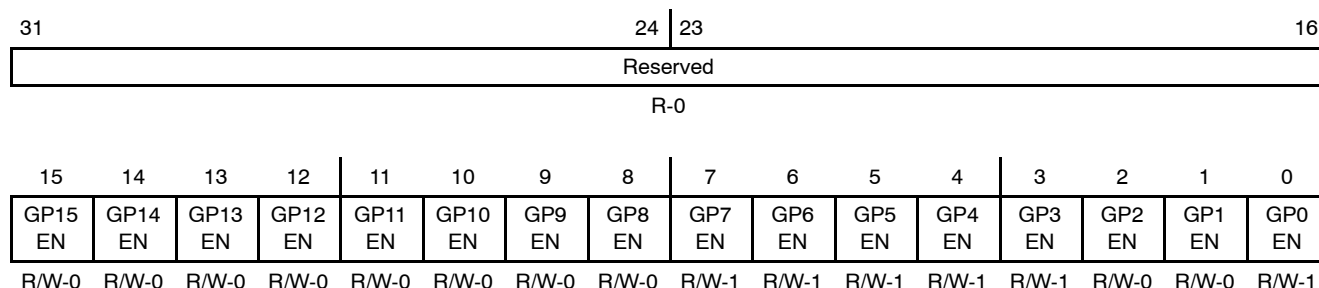 31 24 23 16
Reserved
R-0
15 14 13 12 11 10 9 8 7 6 5 4 3 2 1 0
GP15 GP14 GP13 GP12 GP11 GP10 GP9 GP8 GP7 GP6 GP5 GP4 GP3 GP2 GP1 GP0
EN EN EN EN EN EN EN EN EN EN EN EN EN EN EN EN
R/W-0 R/W-0 R/W-0 R/W-0 R/W-0 R/W-0 R/W-0 R/W-0 R/W-1 R/W-1 R/W-1 R/W-1 R/W-1 R/W-0 R/W-0 R/W-1